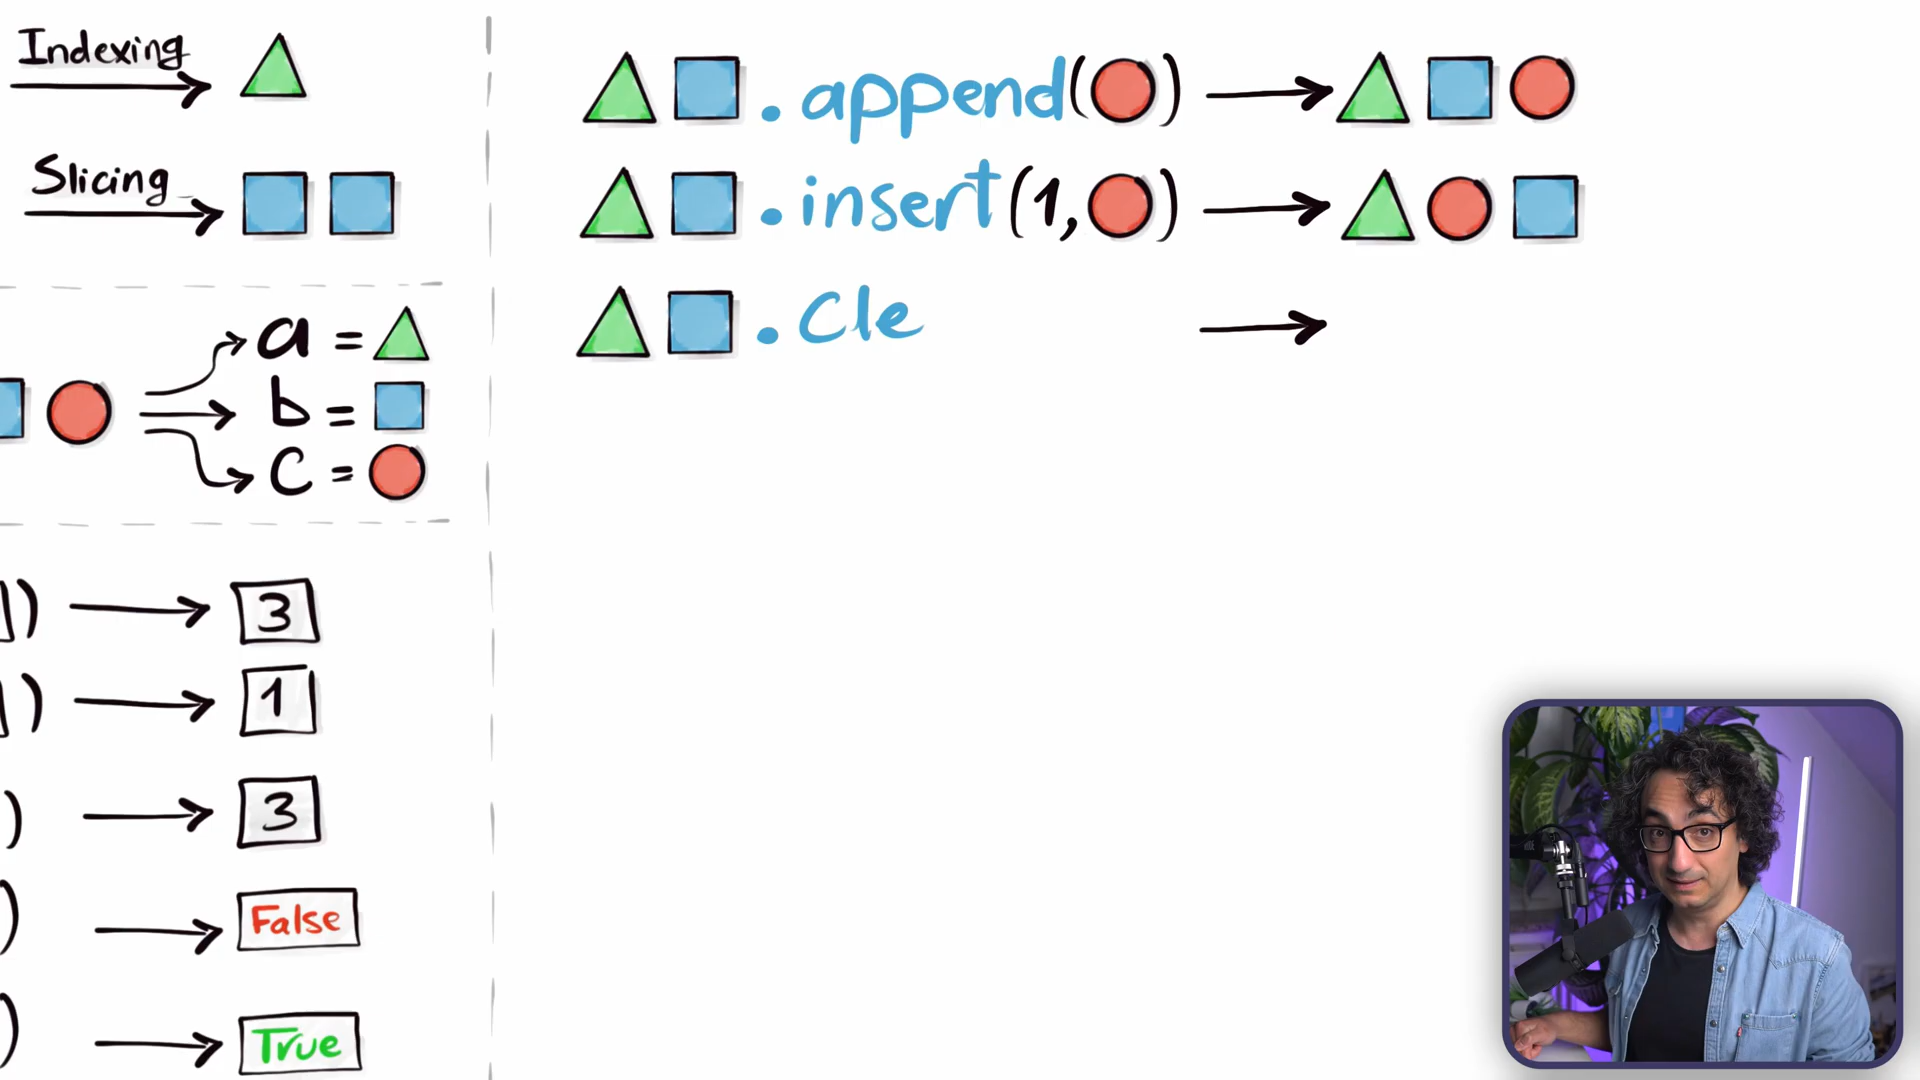 Indexing
Slicing
a =
b =
c =
) 3
) 1
) 3
) False
) True
.append( )
.insert(1, )
.Cle